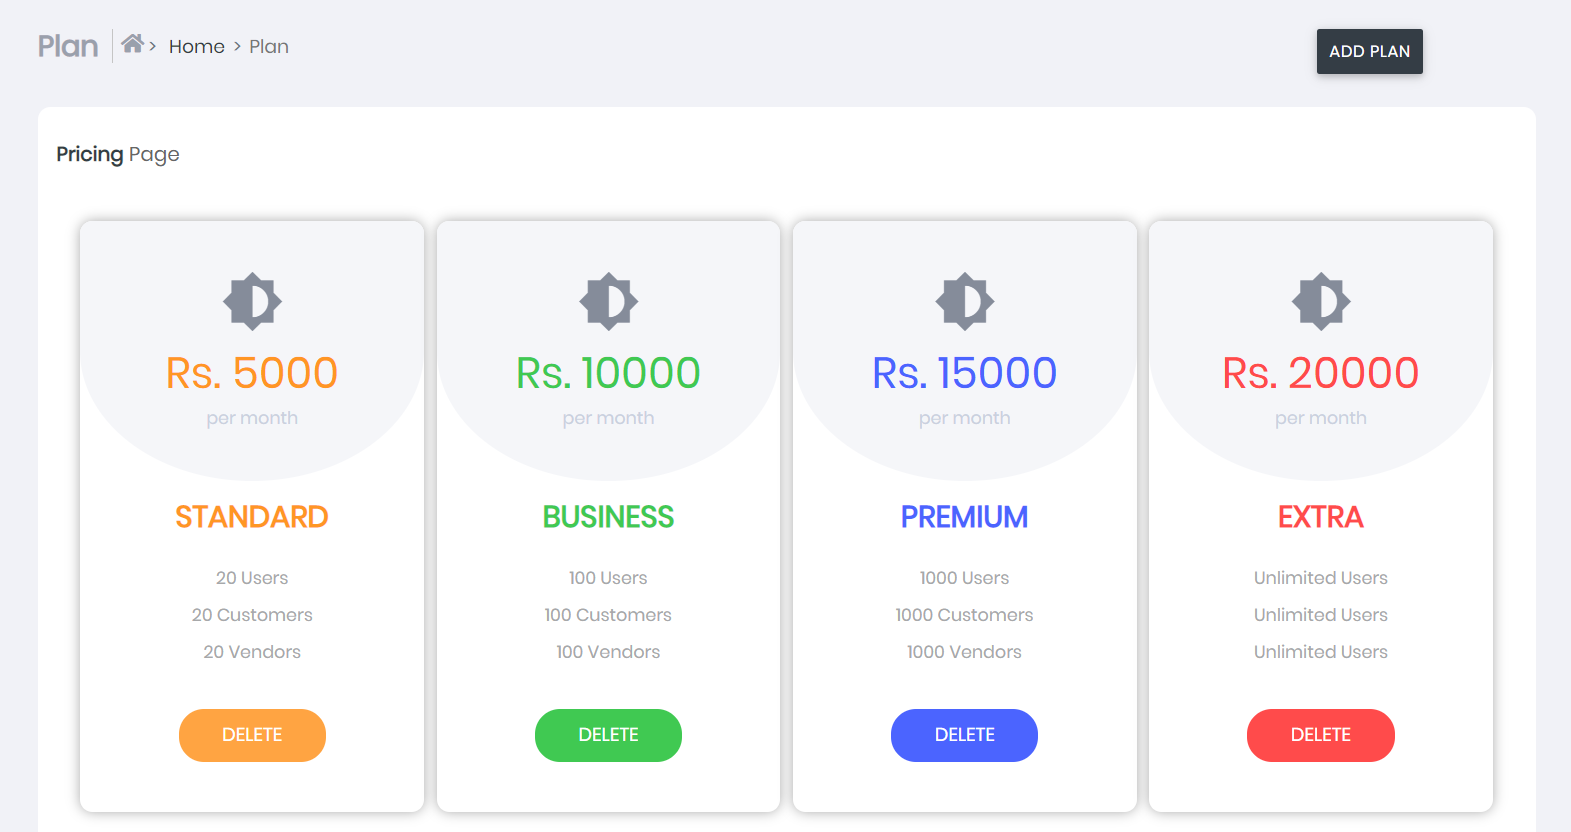 Plan > Home > Plan
ADD PLAN
Pricing Page
Rs. 5000
per month
STANDARD
20 Users
20 Customers
20 Vendors
DELETE
Rs. 10000
per month
BUSINESS
100 Users
100 Customers
100 Vendors
DELETE
Rs. 15000
per month
PREMIUM
1000 Users
1000 Customers
1000 Vendors
DELETE
Rs. 20000
per month
EXTRA
Unlimited Users
Unlimited Users
Unlimited Users
DELETE